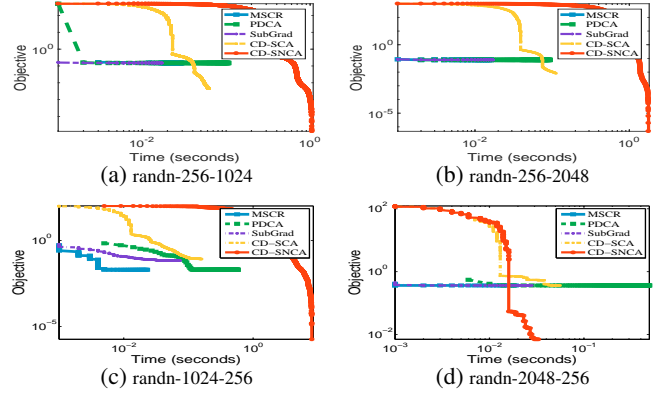 MSCR
PDCA
SubGrad
CD-SCA
CD-SNCA
Objective
10^0
10^-2
10^0
Time (seconds)
(a) randn-256-1024
MSCR
PDCA
SubGrad
CD-SCA
CD-SNCA
Objective
10^0
10^-5
10^-2
10^0
Time (seconds)
(b) randn-256-2048
MSCR
PDCA
SubGrad
CD-SCA
CD-SNCA
Objective
10^0
10^-5
10^-2
10^0
Time (seconds)
(c) randn-1024-256
MSCR
PDCA
SubGrad
CD-SCA
CD-SNCA
Objective
10^2
10^0
10^-2
10^-3
10^-2
10^-1
Time (seconds)
(d) randn-2048-256